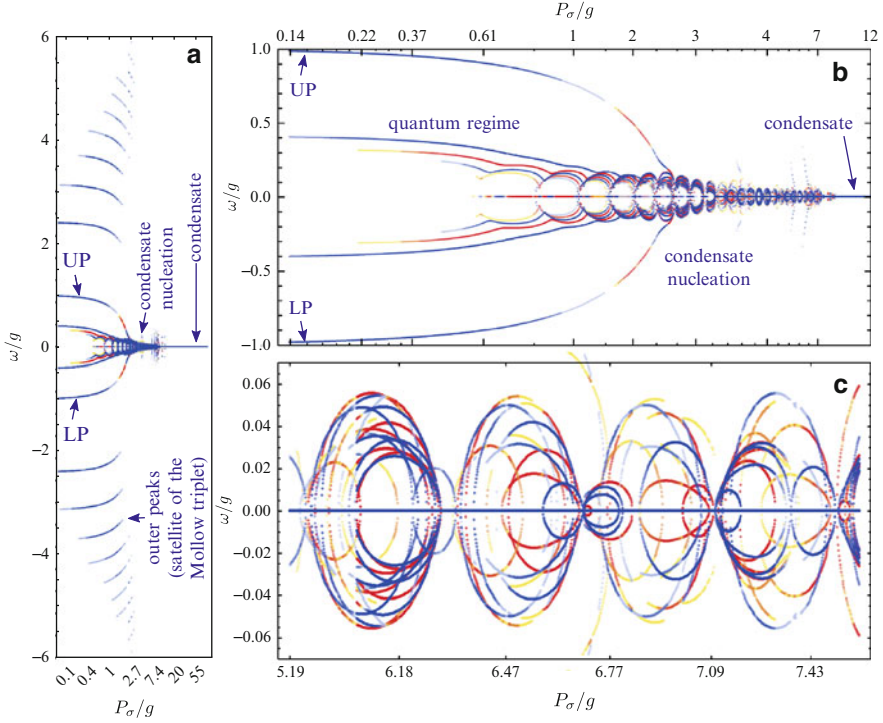 a
6
4
2
0
−2
−4
−6
ω/g
UP
LP
condensate
nucleation
condensate
outer peaks
(satellite of the
Mollow triplet)
0.1
0.4
1
2.7
7.4
20
55
P_σ/g
P_σ/g
0.14
0.22
0.37
0.61
1
2
3
4
7
12
b
1.0
0.5
0.0
−0.5
−1.0
ω/g
UP
quantum regime
condensate
LP
condensate
nucleation
c
0.06
0.04
0.02
0.00
−0.02
−0.04
−0.06
ω/g
5.19
6.18
6.47
6.77
7.09
7.43
P_σ/g